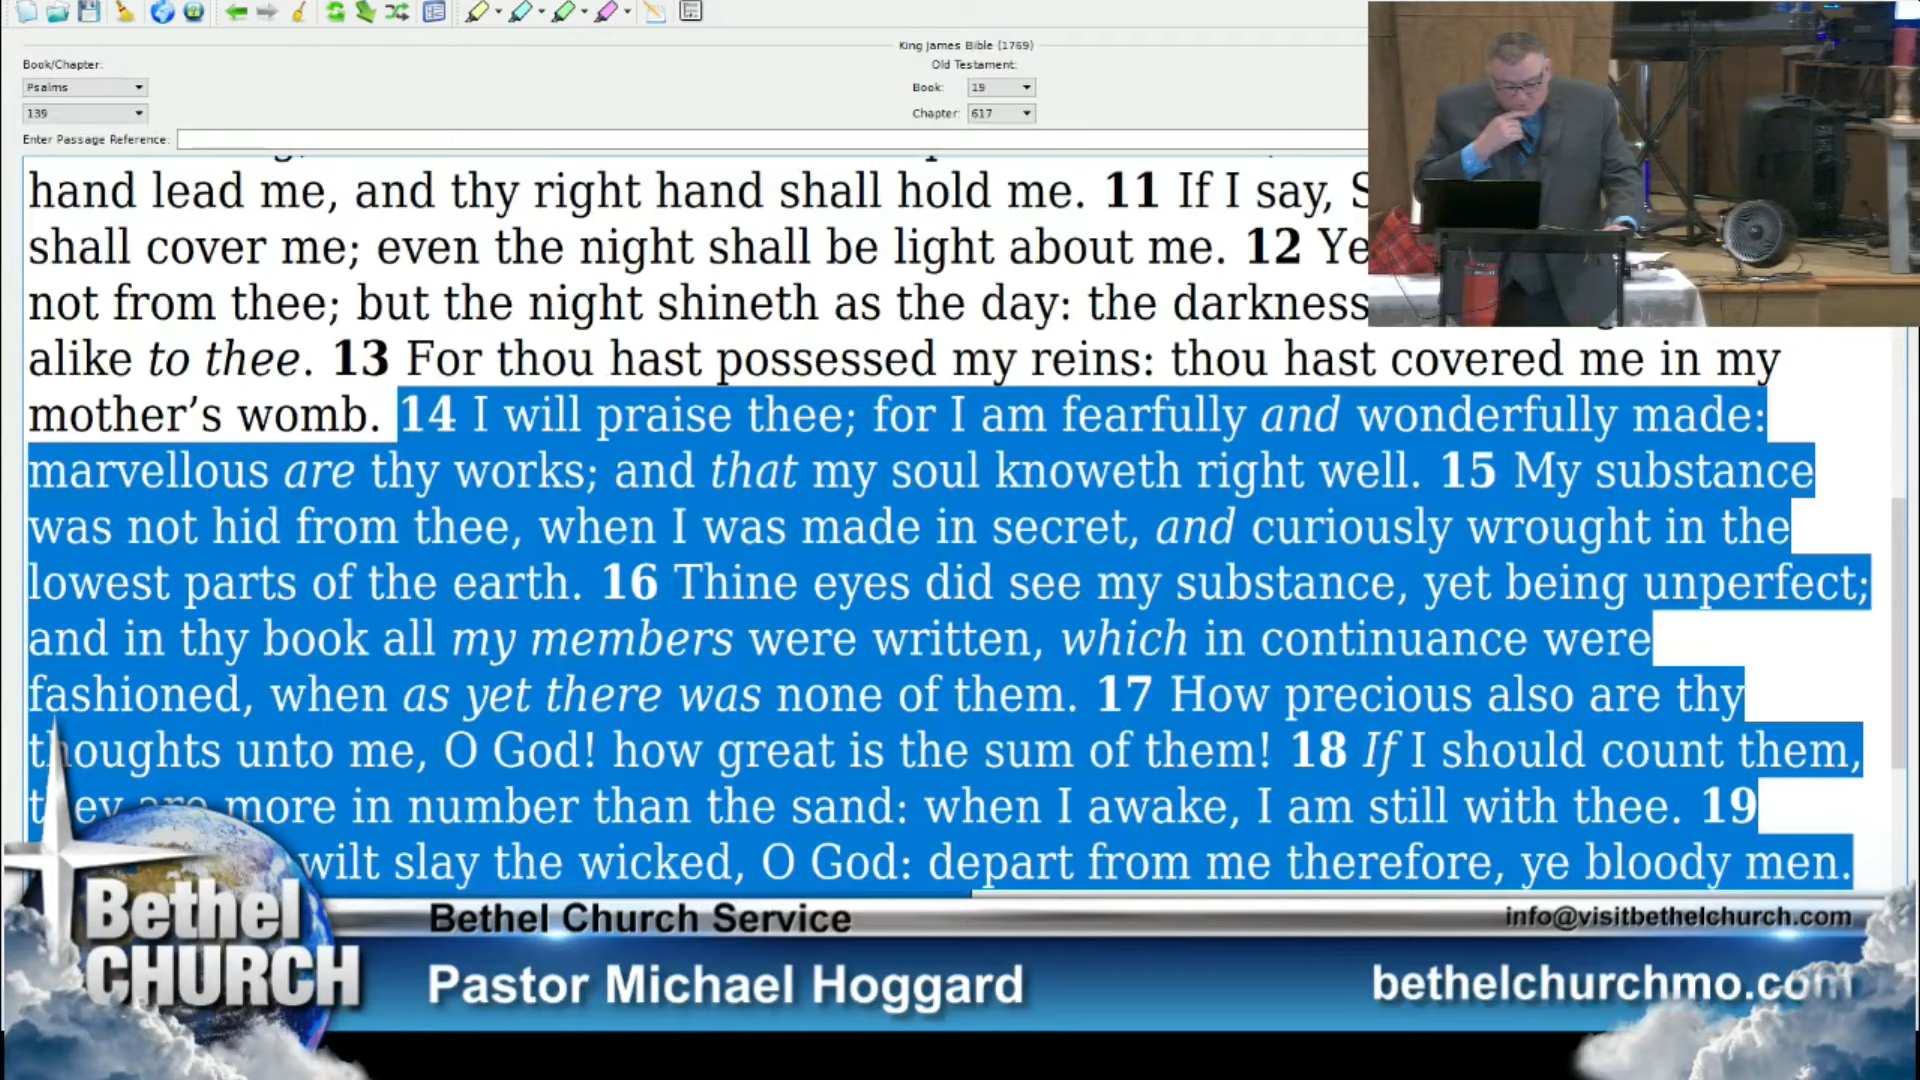 King James Bible (1769)
Book/Chapter:
Old Testament:
Psalms
Book: 19
139
Chapter: 617
Enter Passage Reference:
hand lead me, and thy right hand shall hold me. 11 If I say, S
shall cover me; even the night shall be light about me. 12 Ye
not from thee; but the night shineth as the day: the darkness
alike to thee. 13 For thou hast possessed my reins: thou hast covered me in my
mother’s womb. 14 I will praise thee; for I am fearfully and wonderfully made:
marvellous are thy works; and that my soul knoweth right well. 15 My substance
was not hid from thee, when I was made in secret, and curiously wrought in the
lowest parts of the earth. 16 Thine eyes did see my substance, yet being unperfect;
and in thy book all my members were written, which in continuance were
fashioned, when as yet there was none of them. 17 How precious also are thy
thoughts unto me, O God! how great is the sum of them! 18 If I should count them,
they are more in number than the sand: when I awake, I am still with thee. 19
wilt slay the wicked, O God: depart from me therefore, ye bloody men.
Bethel
CHURCH
Bethel Church Service
info@visitbethelchurch.com
Pastor Michael Hoggard
bethelchurchmo.com